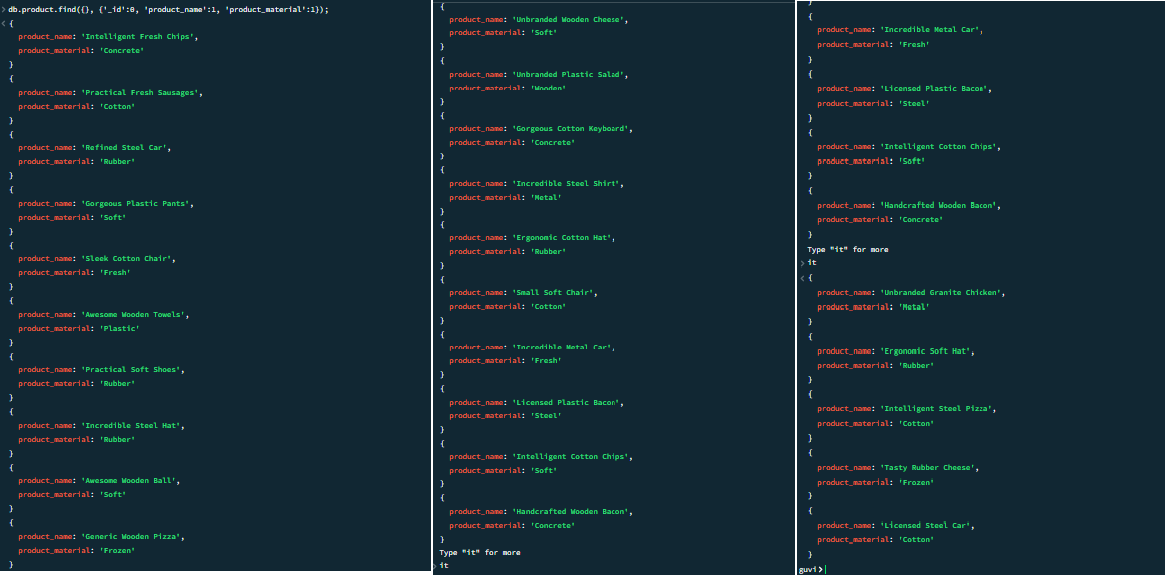 > db.product.find({}, {'_id':0, 'product_name':1, 'product_material':1});
< {
product_name: 'Intelligent Fresh Chips',
product_material: 'Concrete'
}
{
product_name: 'Practical Fresh Sausages',
product_material: 'Cotton'
}
{
product_name: 'Refined Steel Car',
product_material: 'Rubber'
}
{
product_name: 'Gorgeous Plastic Pants',
product_material: 'Soft'
}
{
product_name: 'Sleek Cotton Chair',
product_material: 'Fresh'
}
{
product_name: 'Awesome Wooden Towels',
product_material: 'Plastic'
}
{
product_name: 'Practical Soft Shoes',
product_material: 'Rubber'
}
{
product_name: 'Incredible Steel Hat',
product_material: 'Rubber'
}
{
product_name: 'Awesome Wooden Ball',
product_material: 'Soft'
}
{
product_name: 'Generic Wooden Pizza',
product_material: 'Frozen'
}
{
product_name: 'Unbranded Wooden Cheese',
product_material: 'Soft'
}
{
product_name: 'Unbranded Plastic Salad',
product_material: 'Wooden'
}
{
product_name: 'Gorgeous Cotton Keyboard',
product_material: 'Concrete'
}
{
product_name: 'Incredible Steel Shirt',
product_material: 'Metal'
}
{
product_name: 'Ergonomic Cotton Hat',
product_material: 'Rubber'
}
{
product_name: 'Small Soft Chair',
product_material: 'Cotton'
}
{
product_name: 'Incredible Metal Car',
product_material: 'Fresh'
}
{
product_name: 'Licensed Plastic Bacon',
product_material: 'Steel'
}
{
product_name: 'Intelligent Cotton Chips',
product_material: 'Soft'
}
{
product_name: 'Handcrafted Wooden Bacon',
product_material: 'Concrete'
}
Type "it" for more
> it
}
{
product_name: 'Incredible Metal Car',
product_material: 'Fresh'
}
{
product_name: 'Licensed Plastic Bacon',
product_material: 'Steel'
}
{
product_name: 'Intelligent Cotton Chips',
product_material: 'Soft'
}
{
product_name: 'Handcrafted Wooden Bacon',
product_material: 'Concrete'
}
Type "it" for more
> it
< {
product_name: 'Unbranded Granite Chicken',
product_material: 'Metal'
}
{
product_name: 'Ergonomic Soft Hat',
product_material: 'Rubber'
}
{
product_name: 'Intelligent Steel Pizza',
product_material: 'Cotton'
}
{
product_name: 'Tasty Rubber Cheese',
product_material: 'Frozen'
}
{
product_name: 'Licensed Steel Car',
product_material: 'Cotton'
}
guvi>